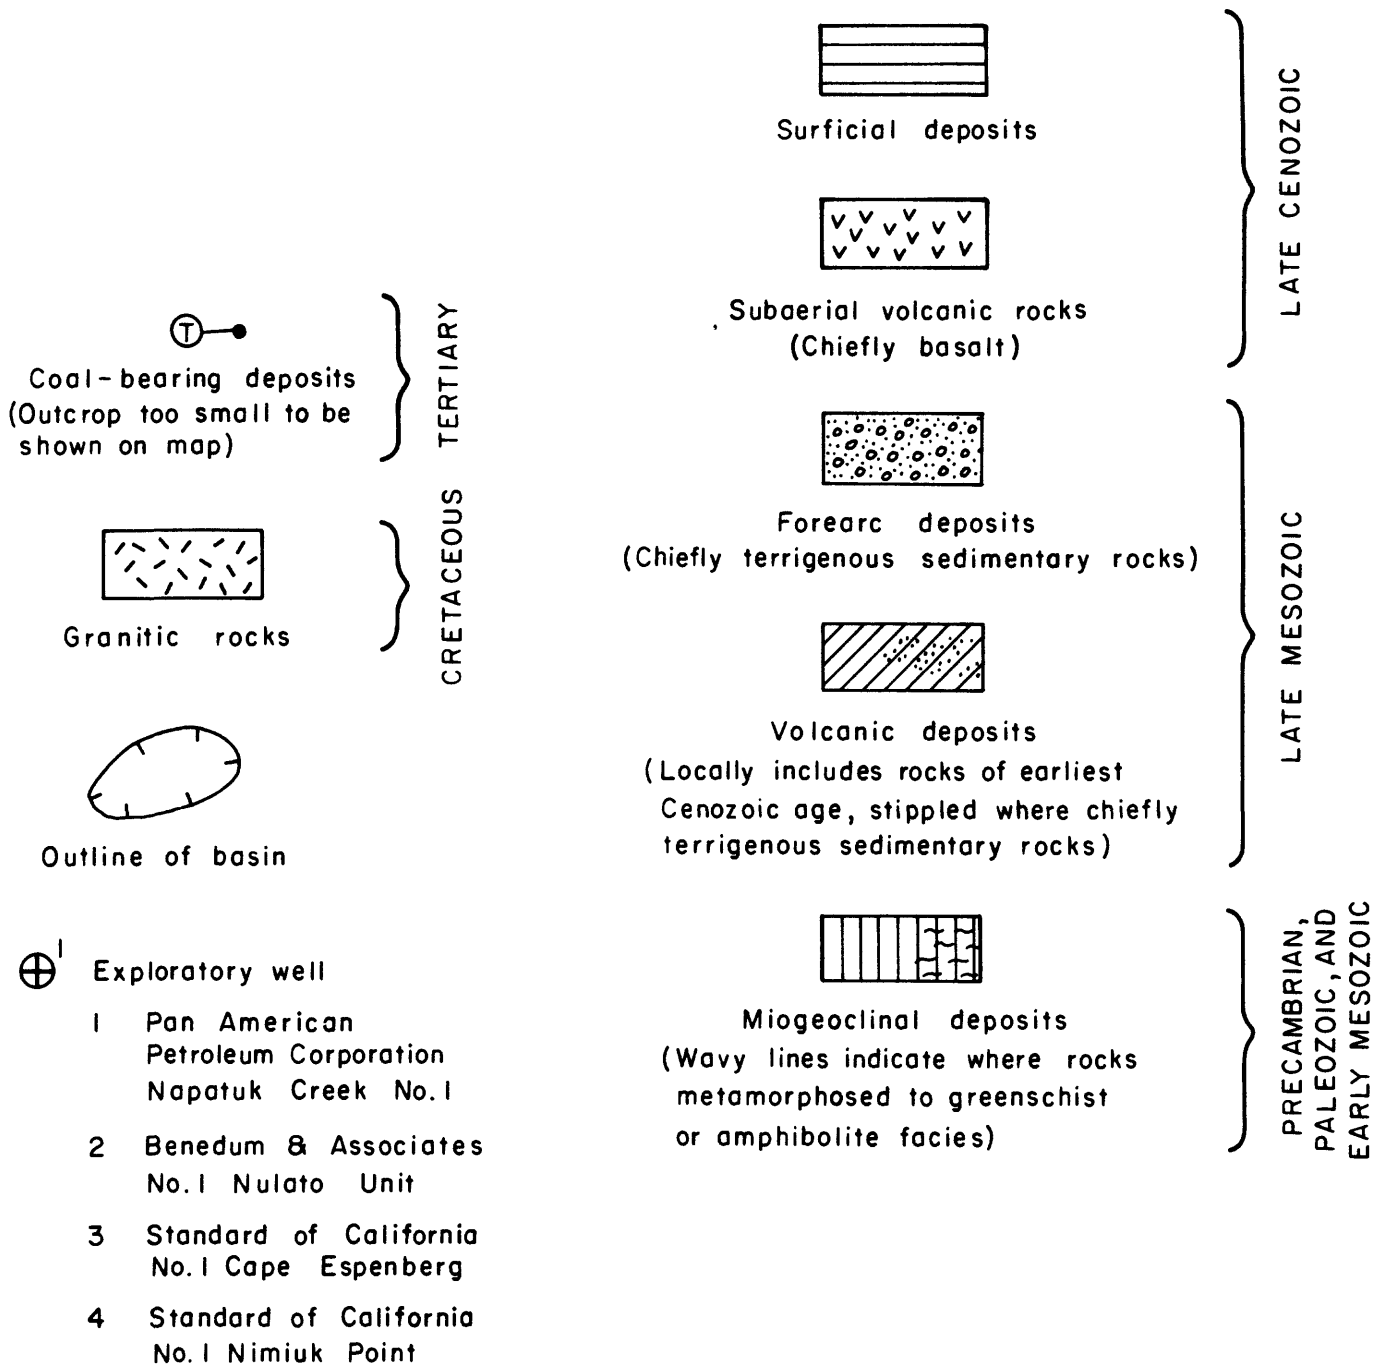 T
Coal-bearing deposits
(Outcrop too small to be
shown on map)
TERTIARY
Granitic rocks
CRETACEOUS
Outline of basin
1 Exploratory well
1 Pan American
Petroleum Corporation
Napatuk Creek No.1
2 Benedum & Associates
No.1 Nulato Unit
3 Standard of California
No.1 Cape Espenberg
4 Standard of California
No.1 Nimiuk Point
Surficial deposits
Subaerial volcanic rocks
(Chiefly basalt)
LATE CENOZOIC
Forearc deposits
(Chiefly terrigenous sedimentary rocks)
Volcanic deposits
(Locally includes rocks of earliest
Cenozoic age, stippled where chiefly
terrigenous sedimentary rocks)
LATE MESOZOIC
Miogeoclinal deposits
(Wavy lines indicate where rocks
metamorphosed to greenschist
or amphibolite facies)
PRECAMBRIAN,
PALEOZOIC, AND
EARLY MESOZOIC